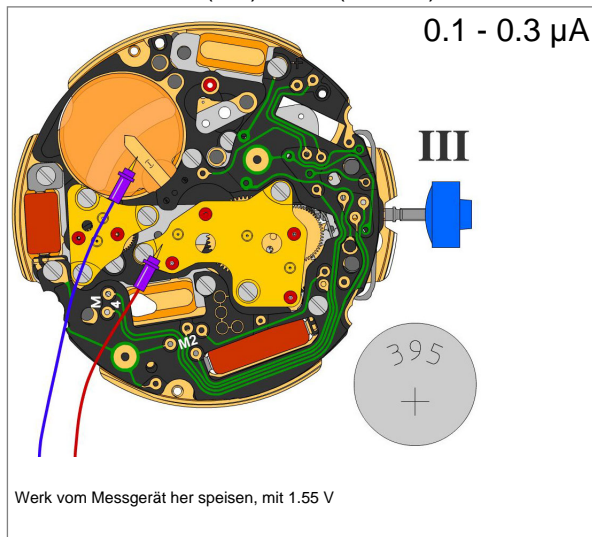 0.1 - 0.3 µA
III
M
4
M2
395
+
Werk vom Messgerät her speisen, mit 1.55 V